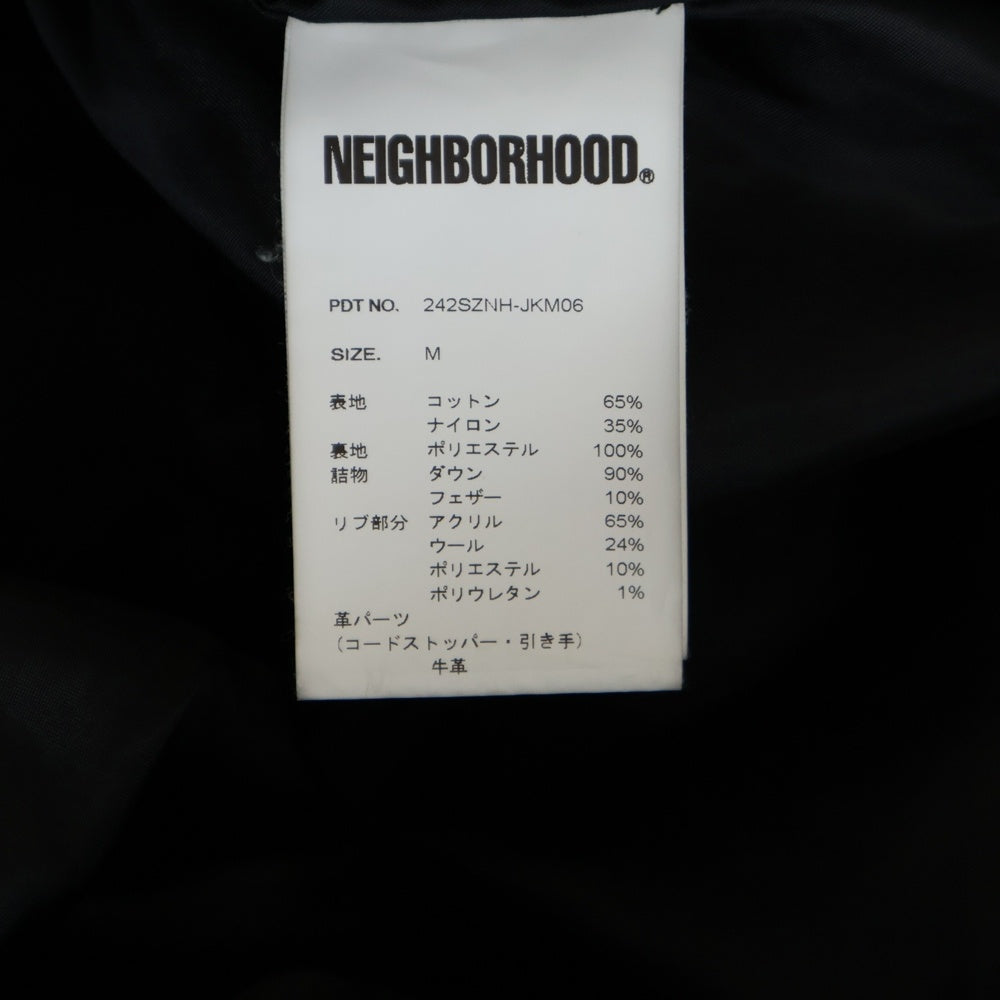 NEIGHBORHOOD®
PDT NO. 242SZNH-JKM06
SIZE. M
表地 コットン 65%
ナイロン 35%
裏地 ポリエステル 100%
詰物 ダウン 90%
フェザー 10%
リブ部分 アクリル 65%
ウール 24%
ポリエステル 10%
ポリウレタン 1%
革パーツ
(コードストッパー・引き手)
牛革